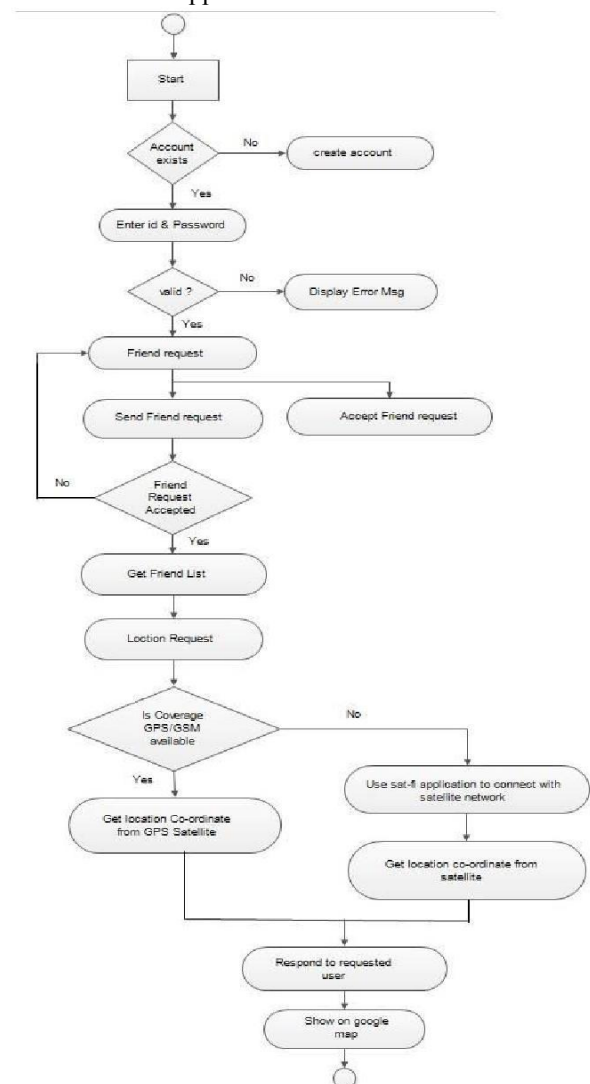 Start
Account
exists
No
create account
Yes
Enter id & Password
valid ?
No
Display Error Msg
Yes
Friend request
Send Friend request
Accept Friend request
No
Friend
Request
Accepted
Yes
Get Friend List
Loction Request
Is Coverage
GPS/GSM
available
No
Yes
Use sat-fi application to connect with
satellite network
Get location Co-ordinate
from GPS Satellite
Get location co-ordinate from
satellite
Respond to requested
user
Show on google
map